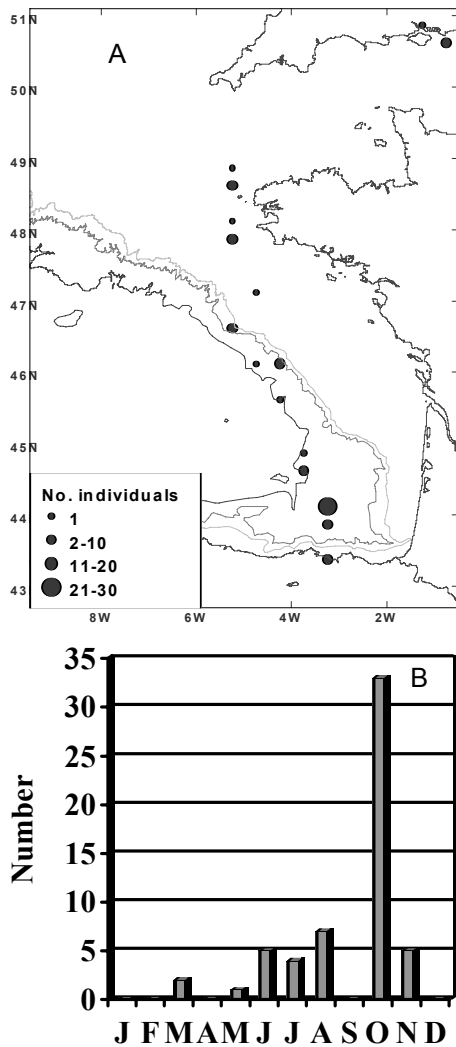 51N
A
50N
49N
48N
47N
46N
45N
44N
43
No. individuals
1
2-10
11-20
21-30
8W 6W 4W 2W
B
35
30
25
20
15
10
5
0
Number
J F M A M J J A S O N D